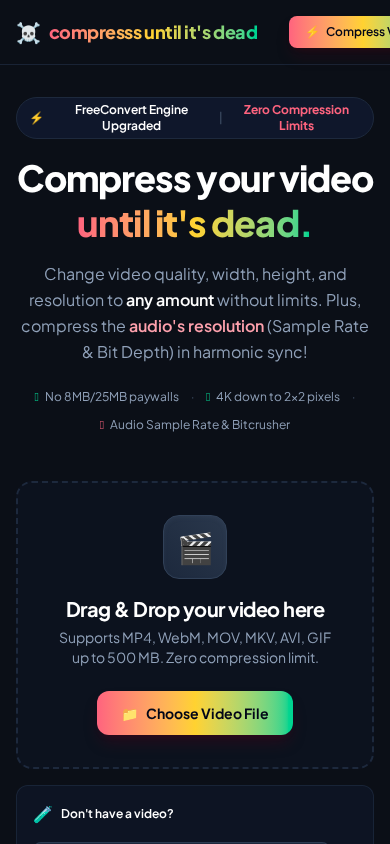 compresss until it's dead
Compress V
FreeConvert Engine
Upgraded
|
Zero Compression
Limits
Compress your video
until it's dead.
Change video quality, width, height, and
resolution to any amount without limits. Plus,
compress the audio's resolution (Sample Rate
& Bit Depth) in harmonic sync!
No 8MB/25MB paywalls · 4K down to 2×2 pixels ·
Audio Sample Rate & Bitcrusher
Drag & Drop your video here
Supports MP4, WebM, MOV, MKV, AVI, GIF
up to 500 MB. Zero compression limit.
Choose Video File
Don't have a video?